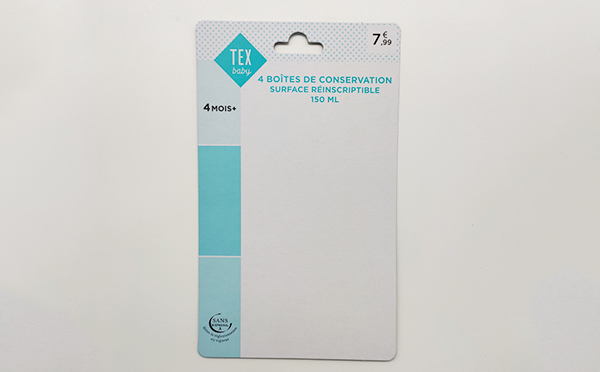 TEX
baby
7€,99
4 BOÎTES DE CONSERVATION
SURFACE RÉINSCRIPTIBLE
150 ML
4 MOIS+
SANS